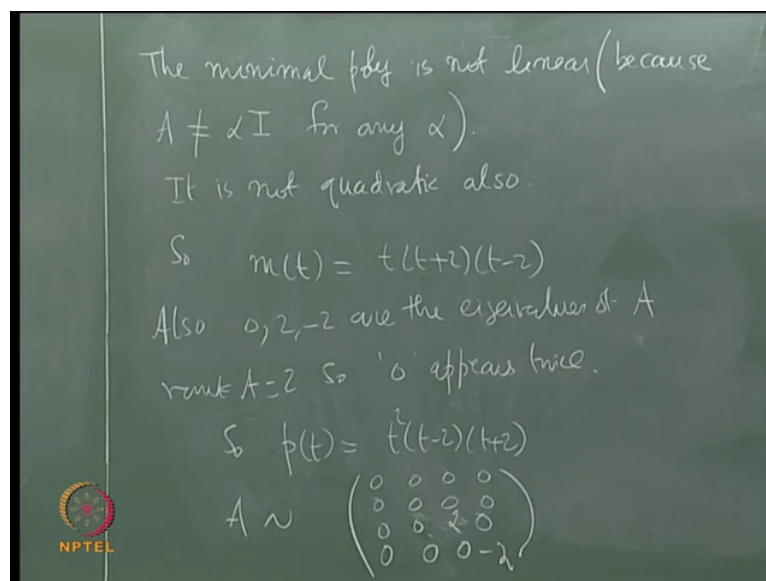 The minimal poly is not linear (because
A ≠ αI for any α).
It is not quadratic also.
So m(t) = t(t+2)(t-2)
Also 0, 2, -2 are the eigenvalues of A
rank A = 2 So '0' appears twice.
So p(t) = t²(t-2)(t+2)
A ~ ( 0 0 0 0
0 0 0 0
0 0 2 0
0 0 0 -2 )
NPTEL